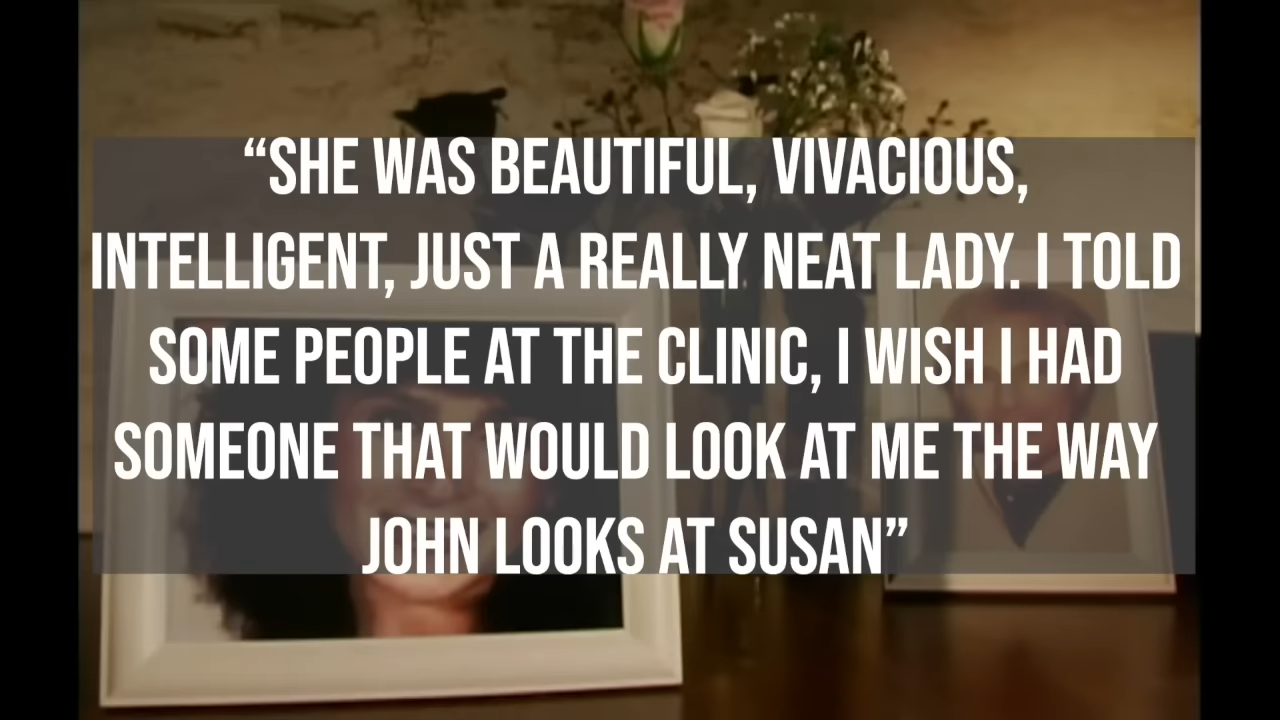 “SHE WAS BEAUTIFUL, VIVACIOUS,
INTELLIGENT, JUST A REALLY NEAT LADY. I TOLD
SOME PEOPLE AT THE CLINIC, I WISH I HAD
SOMEONE THAT WOULD LOOK AT ME THE WAY
JOHN LOOKS AT SUSAN”